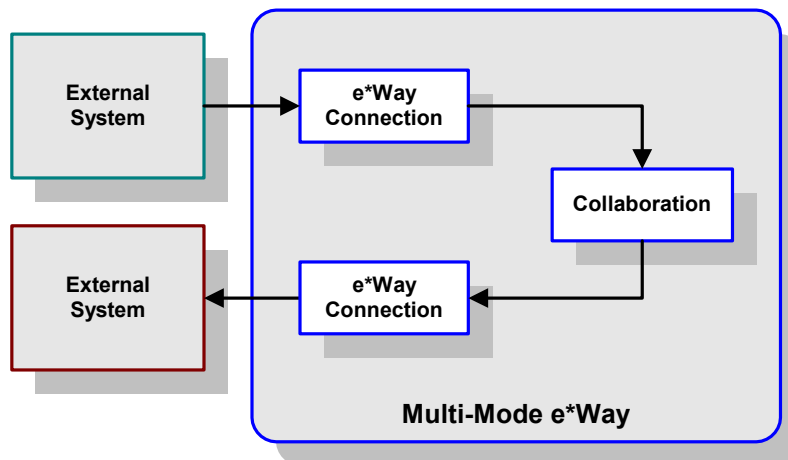 External
System
e*Way
Connection
Collaboration
External
System
e*Way
Connection
Multi-Mode e*Way